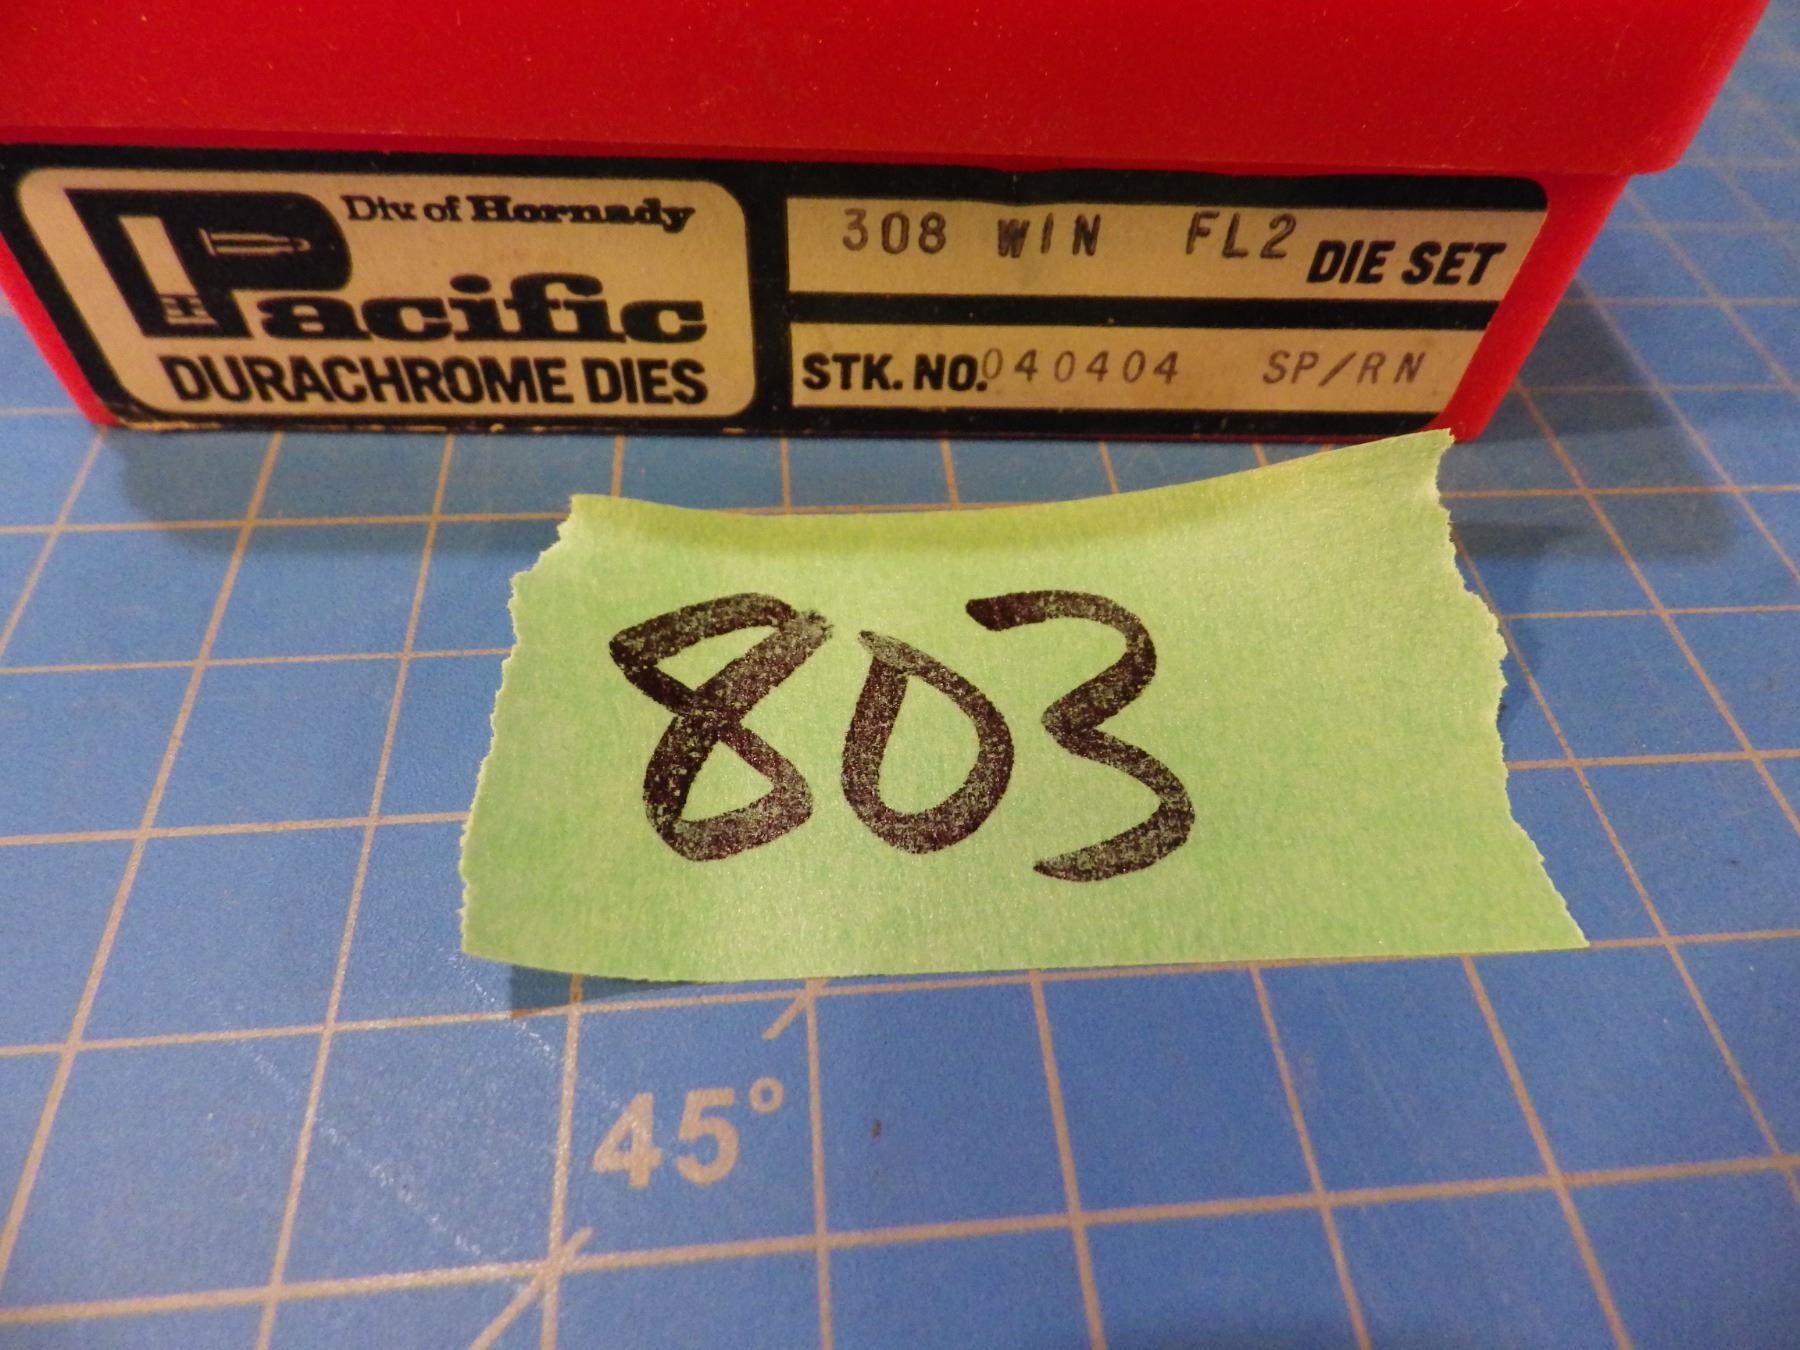 Div. of Hornady
Pacific
DURACHROME DIES
308 WIN FL2 DIE SET
STK. NO. 040404 SP/RN
803
45°